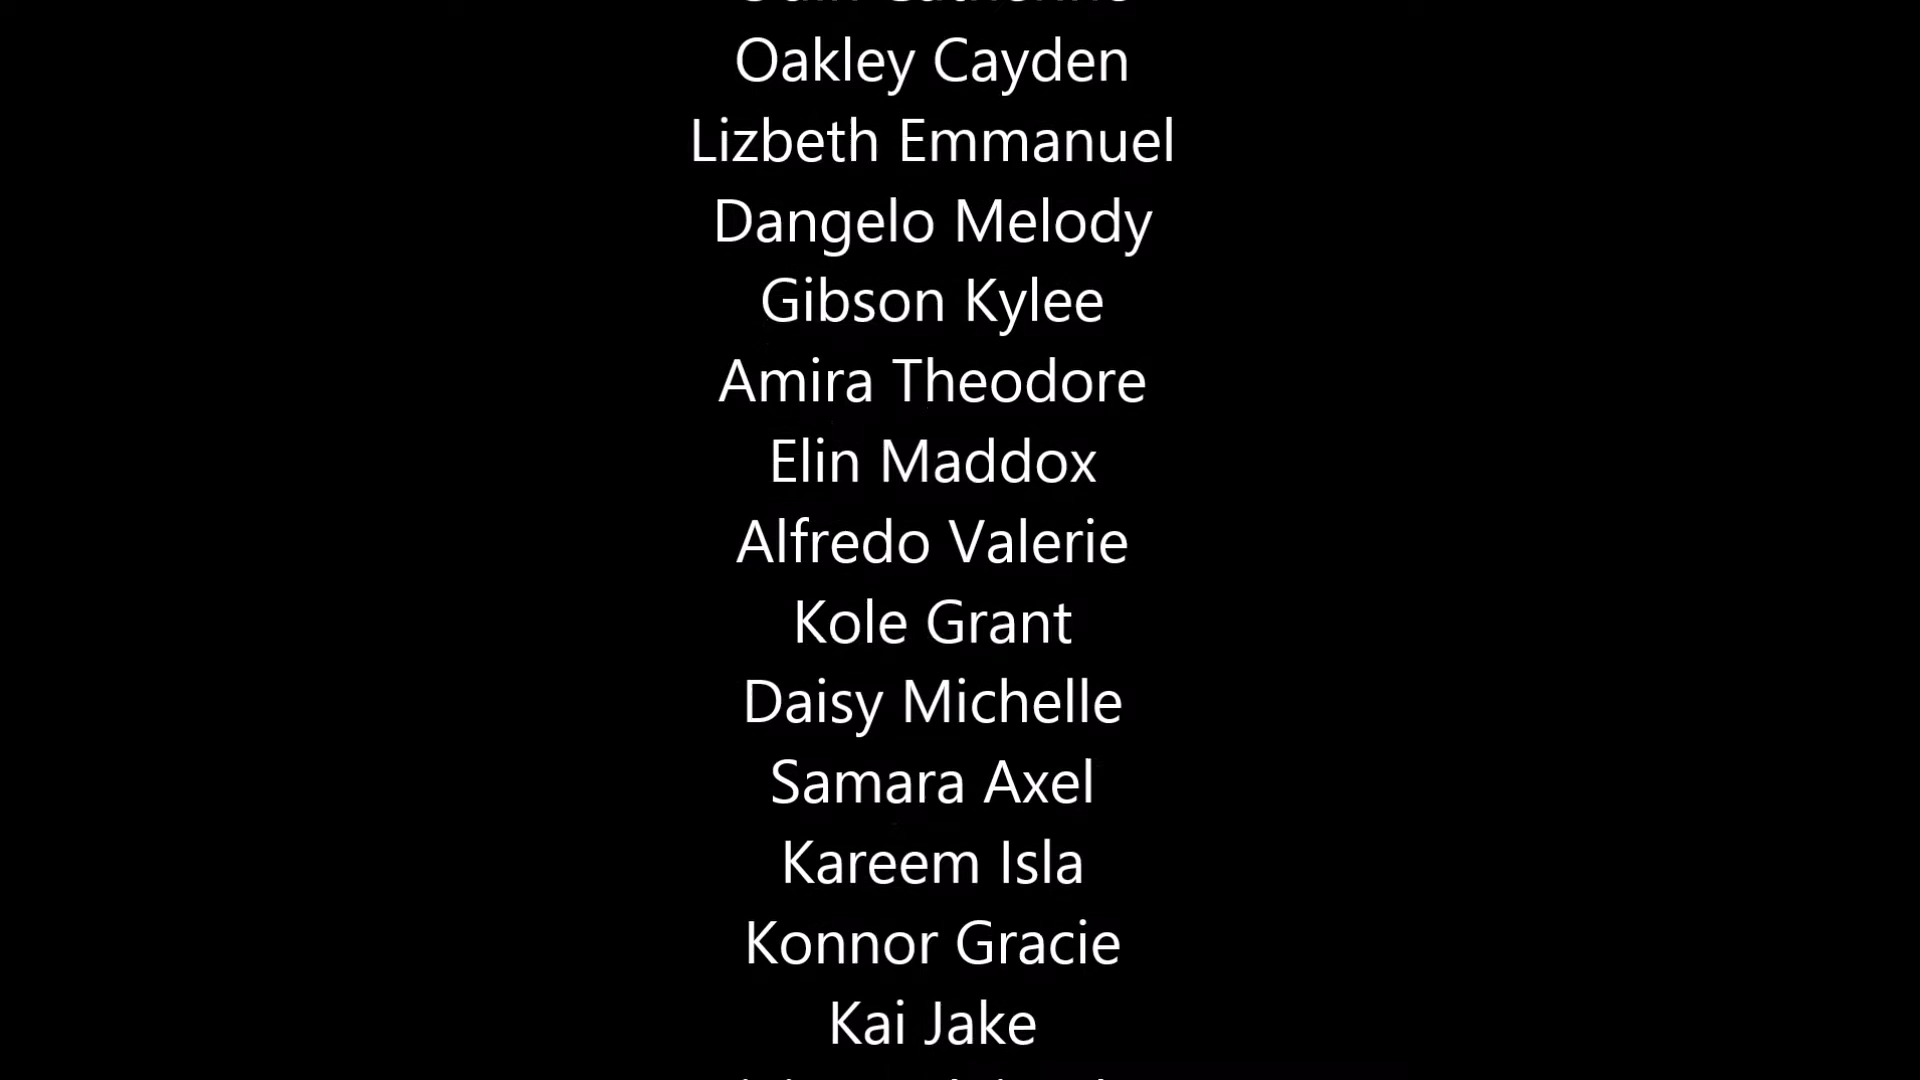 Oakley Cayden
Lizbeth Emmanuel
Dangelo Melody
Gibson Kylee
Amira Theodore
Elin Maddox
Alfredo Valerie
Kole Grant
Daisy Michelle
Samara Axel
Kareem Isla
Konnor Gracie
Kai Jake